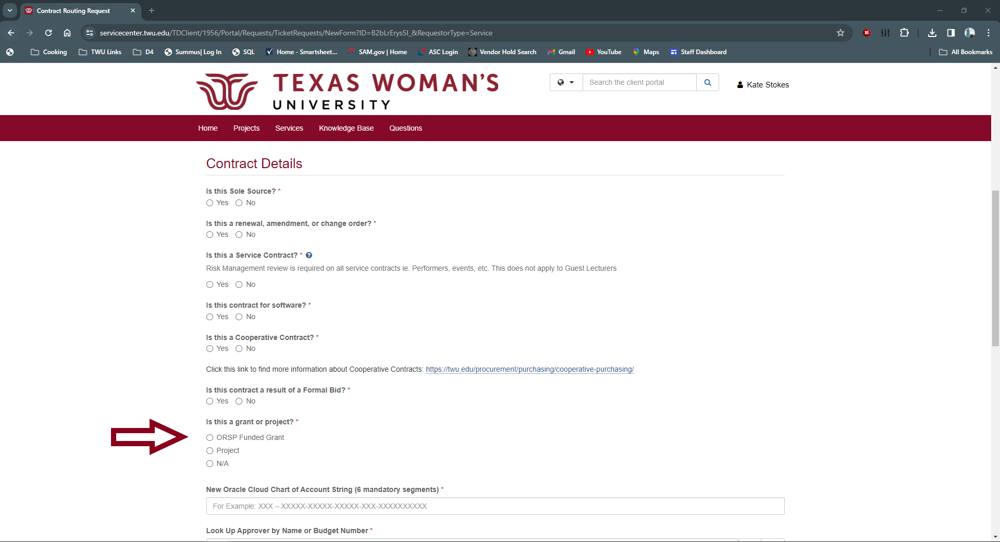 Contract Routing Request
servicecenter.twu.edu/TDClient/1956/Portal/Requests/TicketRequests/NewForm?ID=B2bLrErys5I_&RequestorType=Service
Cooking TWU Links D4 Summus| Log In SQL Home - Smartsheet... SAM.gov | Home ASC Login Vendor Hold Search Gmail YouTube Maps Staff Dashboard All Bookmarks
TEXAS WOMAN'S
UNIVERSITY
Search the client portal
Kate Stokes
Home Projects Services Knowledge Base Questions
Contract Details
Is this Sole Source? *
Yes No
Is this a renewal, amendment, or change order? *
Yes No
Is this a Service Contract? * ?
Risk Management review is required on all service contracts ie. Performers, events, etc. This does not apply to Guest Lecturers
Yes No
Is this contract for software? *
Yes No
Is this a Cooperative Contract? *
Yes No
Click this link to find more information about Cooperative Contracts: https://twu.edu/procurement/purchasing/cooperative-purchasing/
Is this contract a result of a Formal Bid? *
Yes No
Is this a grant or project? *
ORSP Funded Grant
Project
N/A
New Oracle Cloud Chart of Account String (6 mandatory segments) *
For Example: XXX – XXXXX-XXXXX-XXXXX-XXX-XXXXXXXXXX
Look Up Approver by Name or Budget Number *